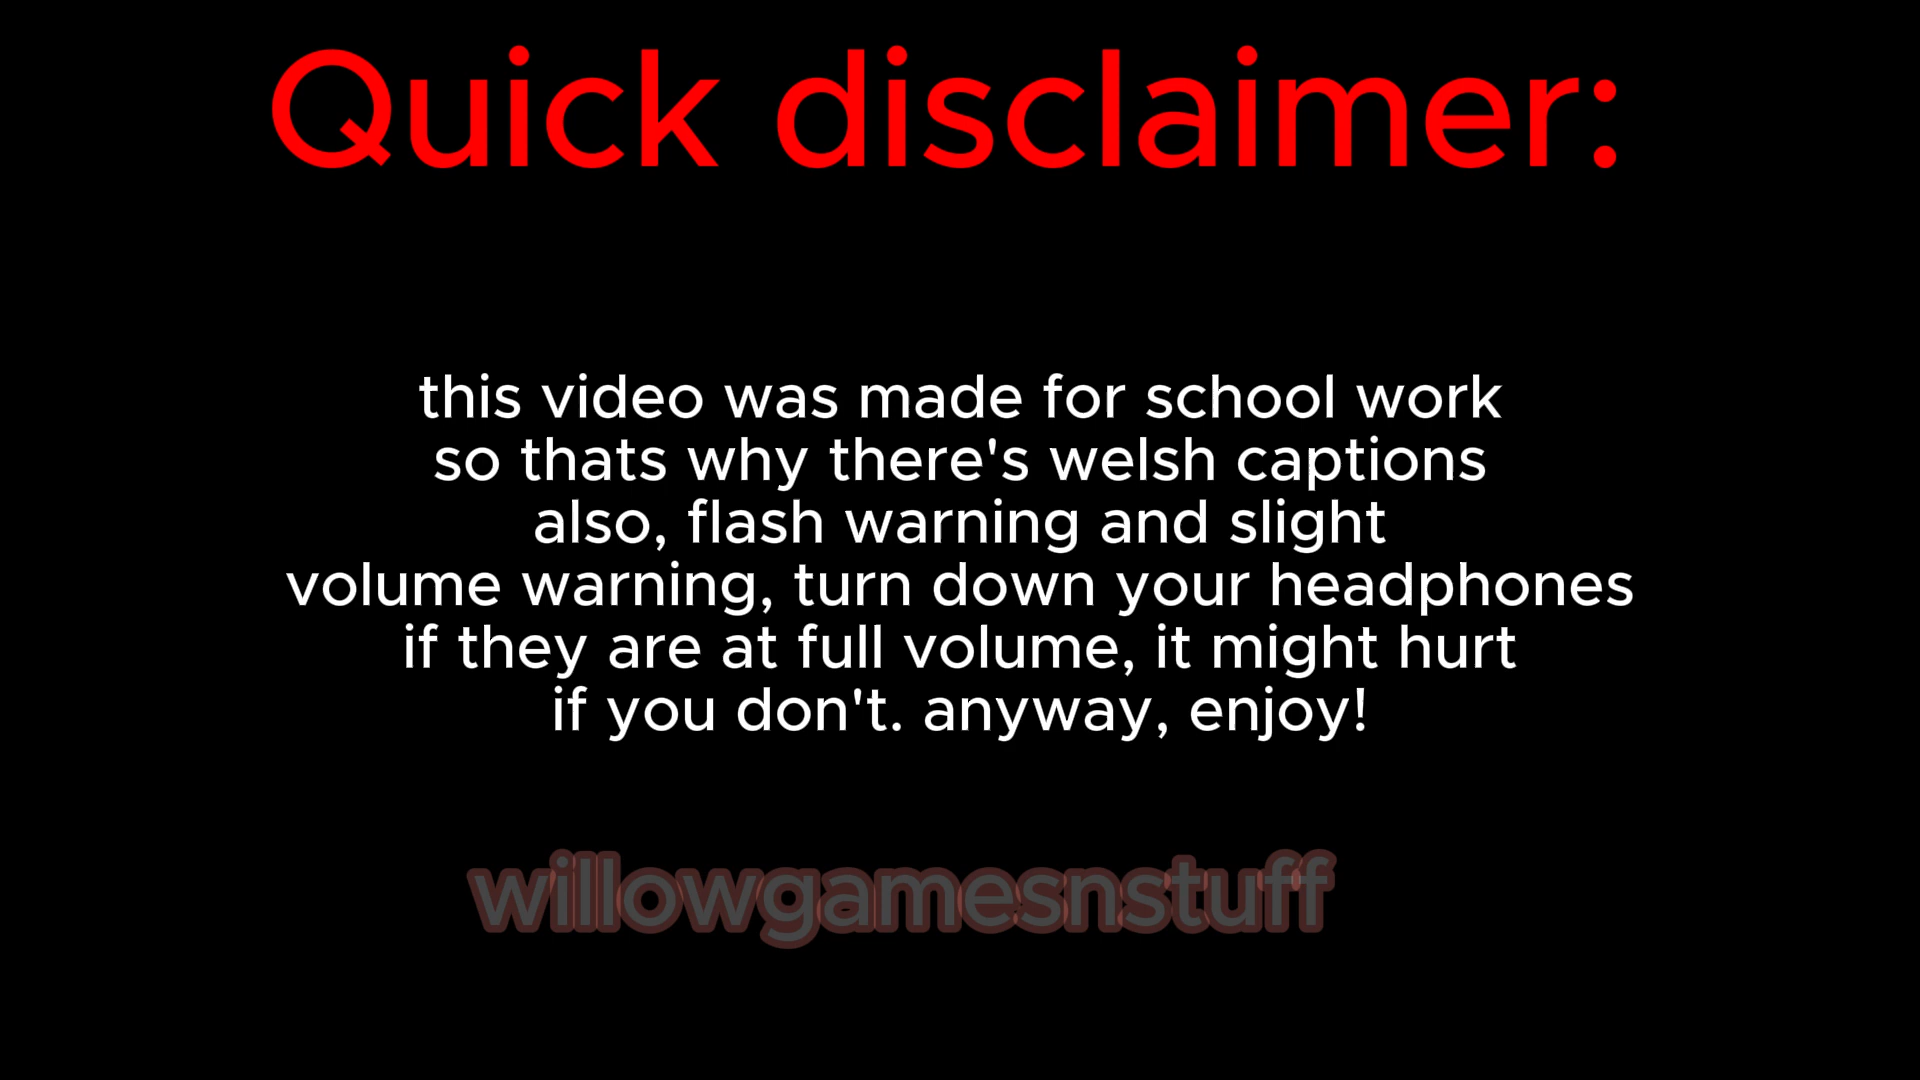 Quick disclaimer:
this video was made for school work
so thats why there's welsh captions
also, flash warning and slight
volume warning, turn down your headphones
if they are at full volume, it might hurt
if you don't. anyway, enjoy!
willowgamesnstuff